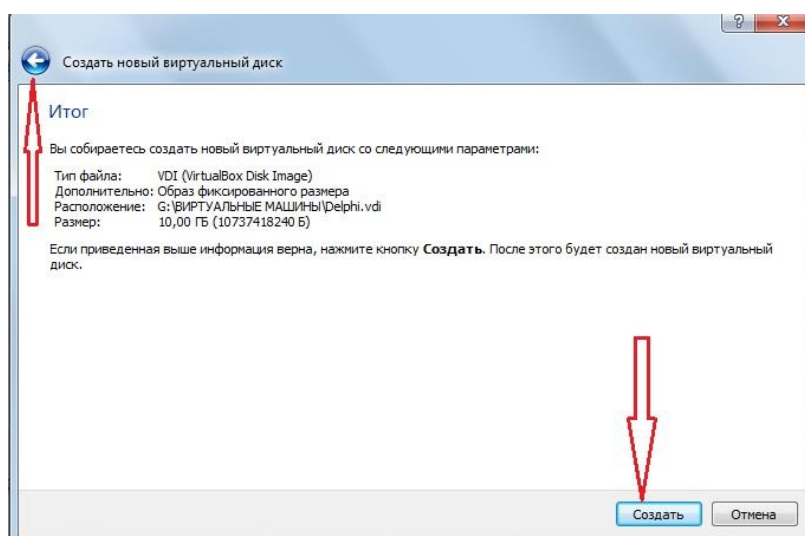 Создать новый виртуальный диск
Итог
Вы собираетесь создать новый виртуальный диск со следующими параметрами:
Тип файла: VDI (VirtualBox Disk Image)
Дополнительно: Образ фиксированного размера
Расположение: G:\ВИРТУАЛЬНЫЕ МАШИНЫ\Delphi.vdi
Размер: 10,00 ГБ (10737418240 Б)
Если приведенная выше информация верна, нажмите кнопку Создать. После этого будет создан новый виртуальный
диск.
Создать Отмена